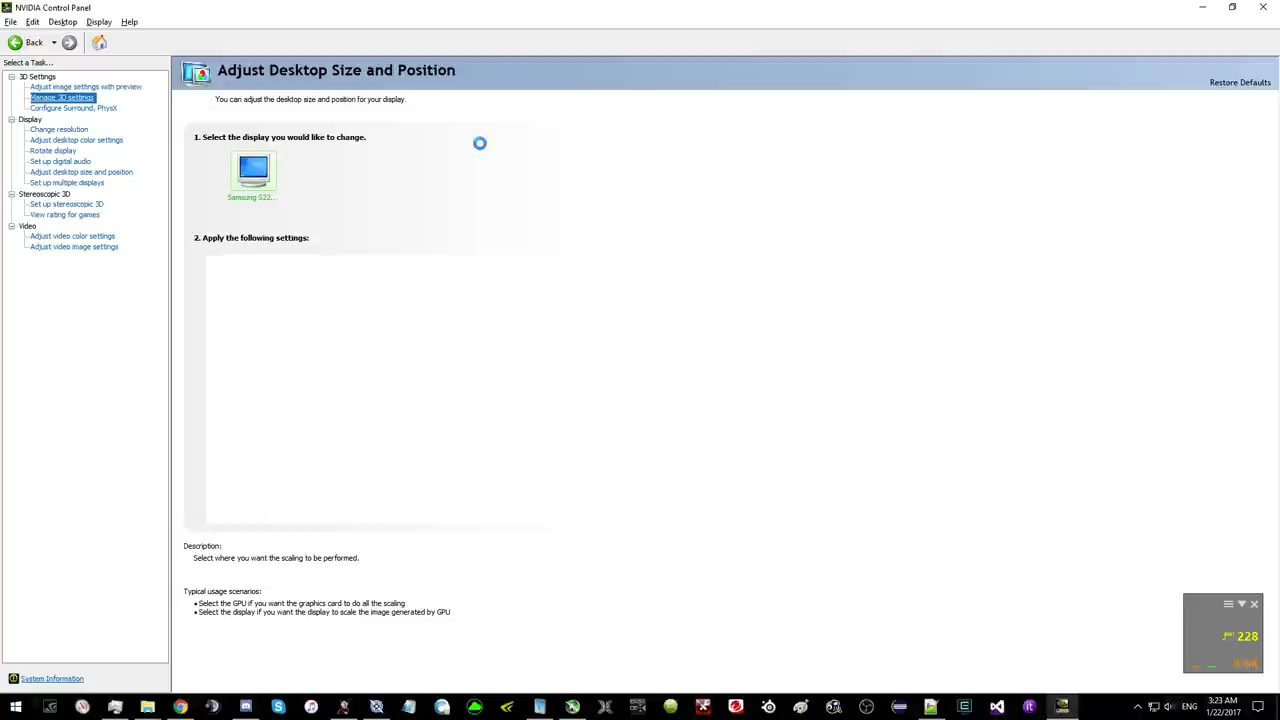 NVIDIA Control Panel
File Edit Desktop Display Help
Back
Select a Task...
3D Settings
Adjust image settings with preview
Manage 3D settings
Configure Surround, PhysX
Display
Change resolution
Adjust desktop color settings
Rotate display
Set up digital audio
Adjust desktop size and position
Set up multiple displays
Stereoscopic 3D
Set up stereoscopic 3D
View rating for games
Video
Adjust video color settings
Adjust video image settings
System Information
Adjust Desktop Size and Position
Restore Defaults
You can adjust the desktop size and position for your display.
1. Select the display you would like to change.
Samsung S22...
2. Apply the following settings:
Description:
Select where you want the scaling to be performed.
Typical usage scenarios:
• Select the GPU if you want the graphics card to do all the scaling
• Select the display if you want the display to scale the image generated by GPU
228
ENG
3:23 AM
1/22/2017